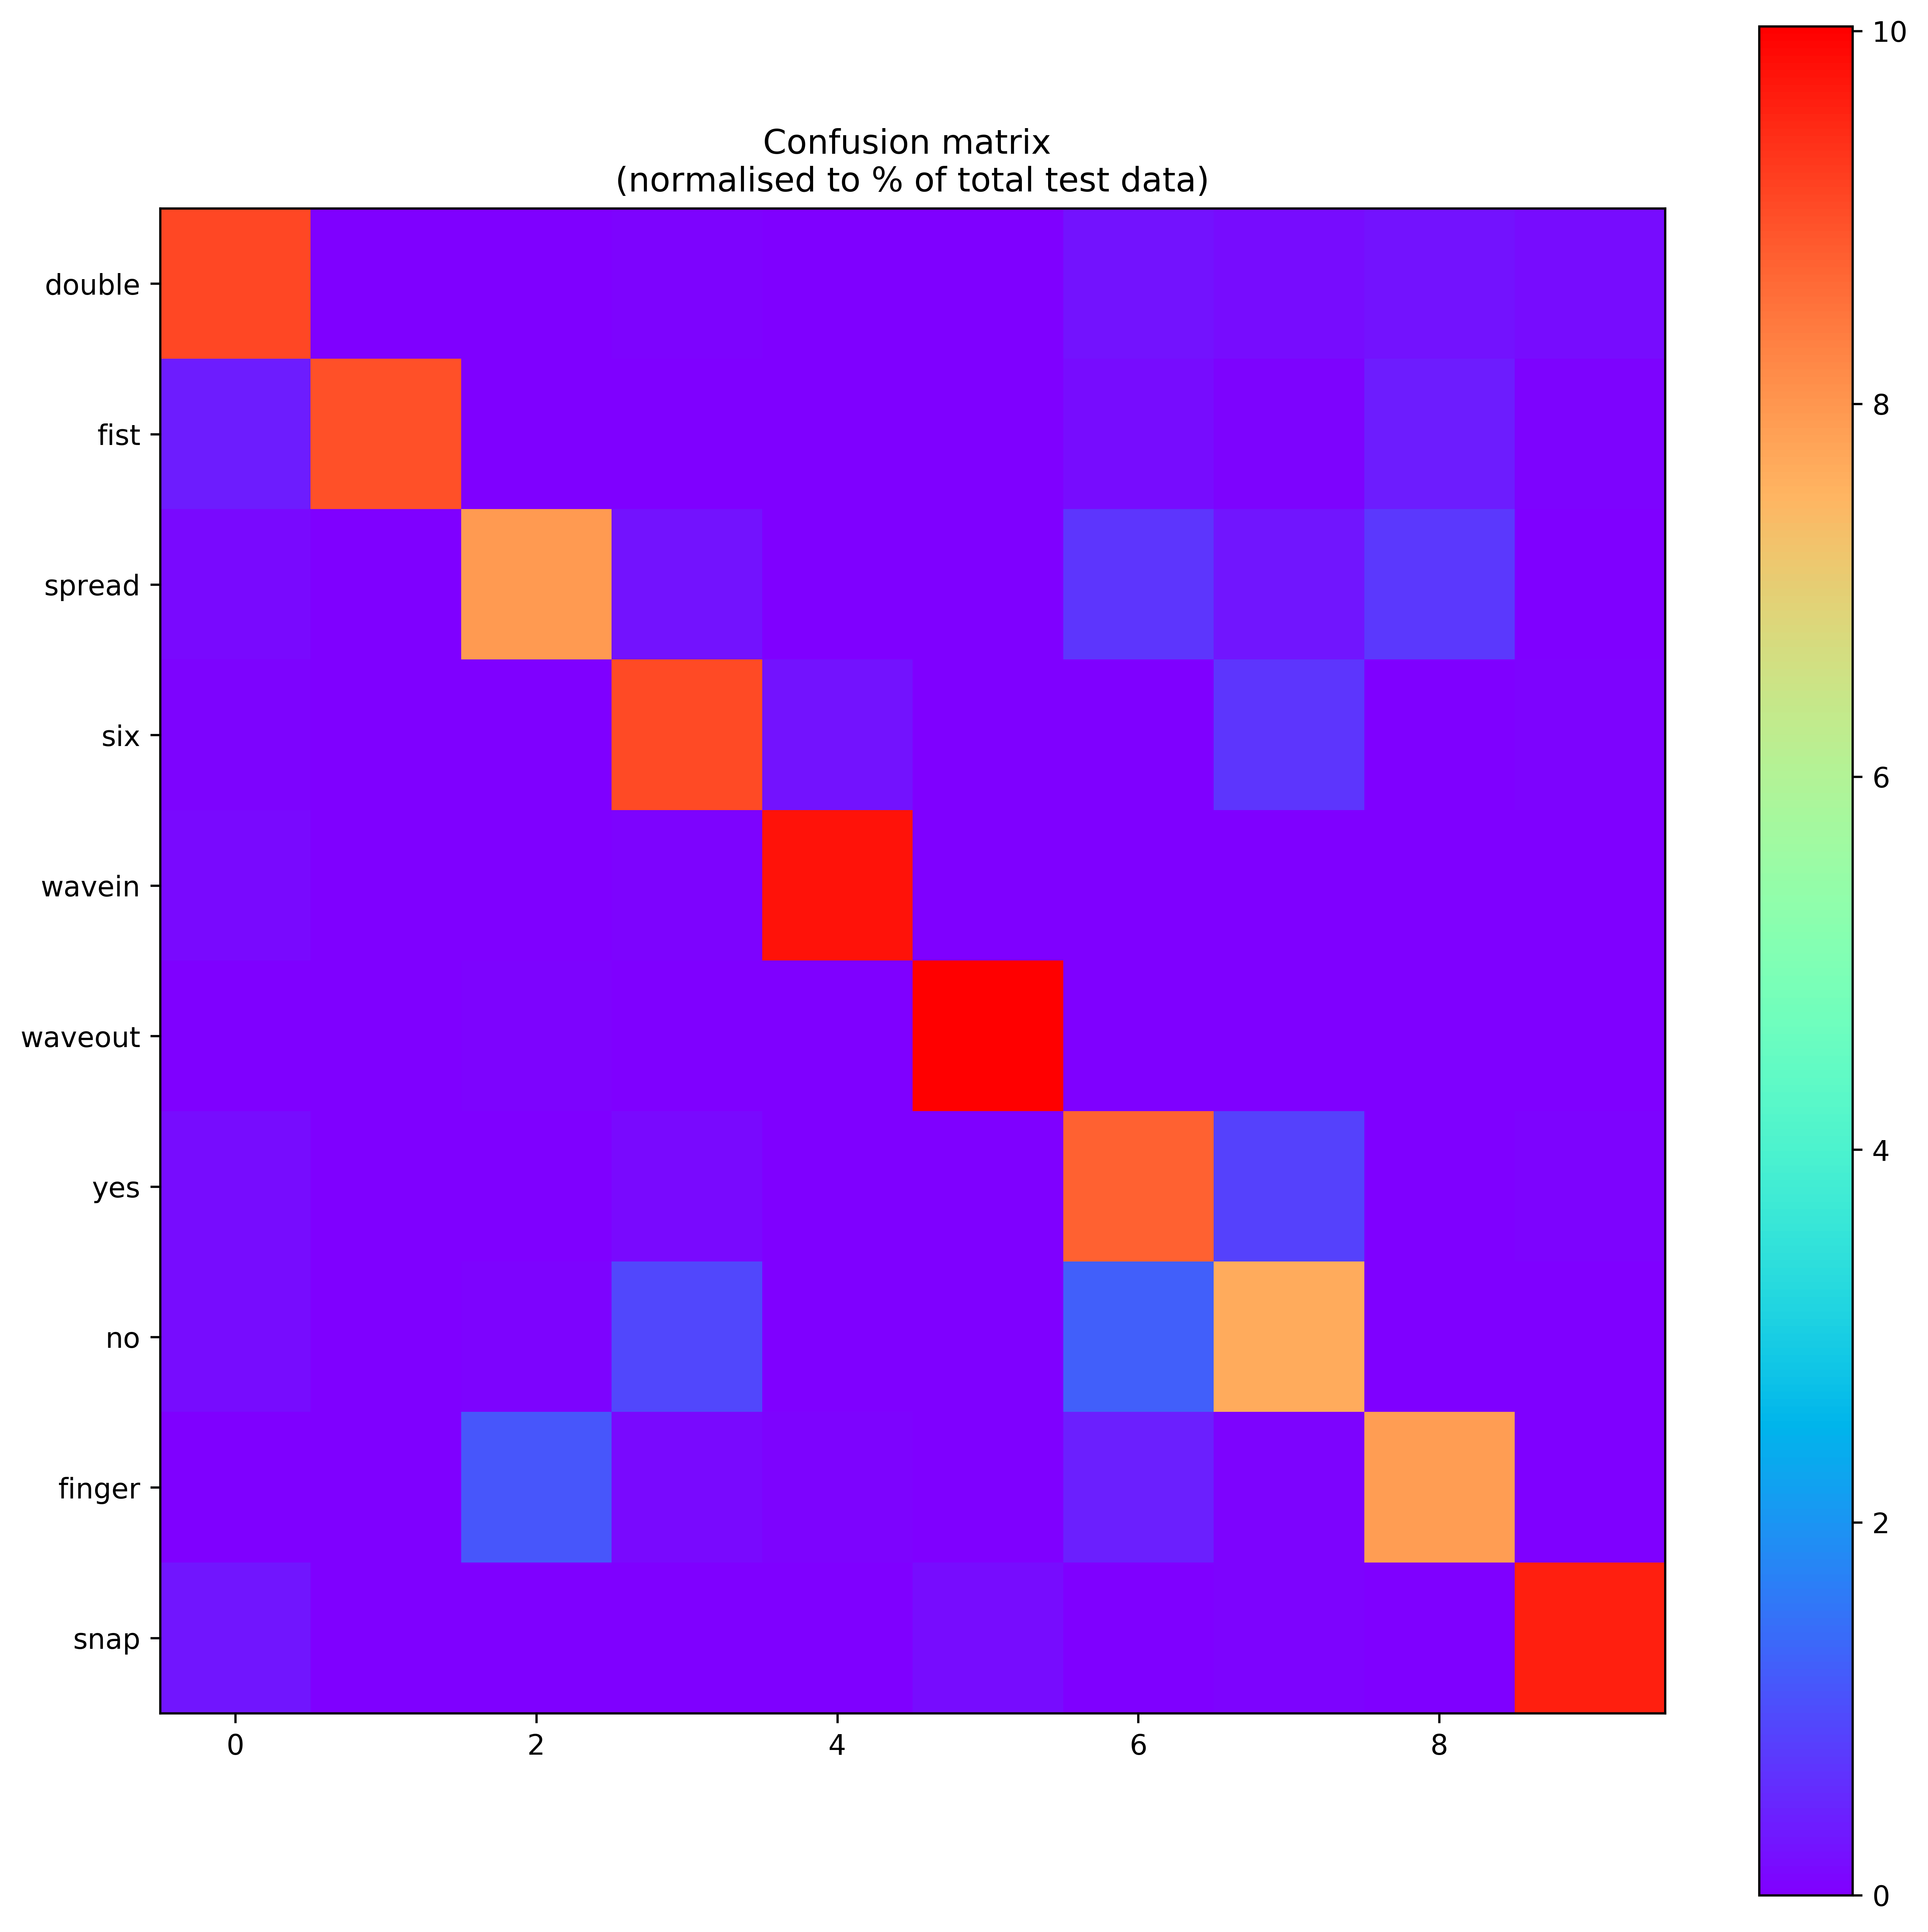 Confusion matrix
(normalised to % of total test data)
double
fist
spread
six
wavein
waveout
yes
no
finger
snap
0 2 4 6 8
10
8
6
4
2
0